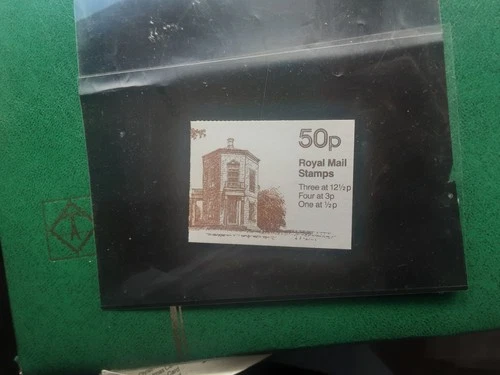 50p
Royal Mail
Stamps
Three at 12½p
Four at 3p
One at ½p
A